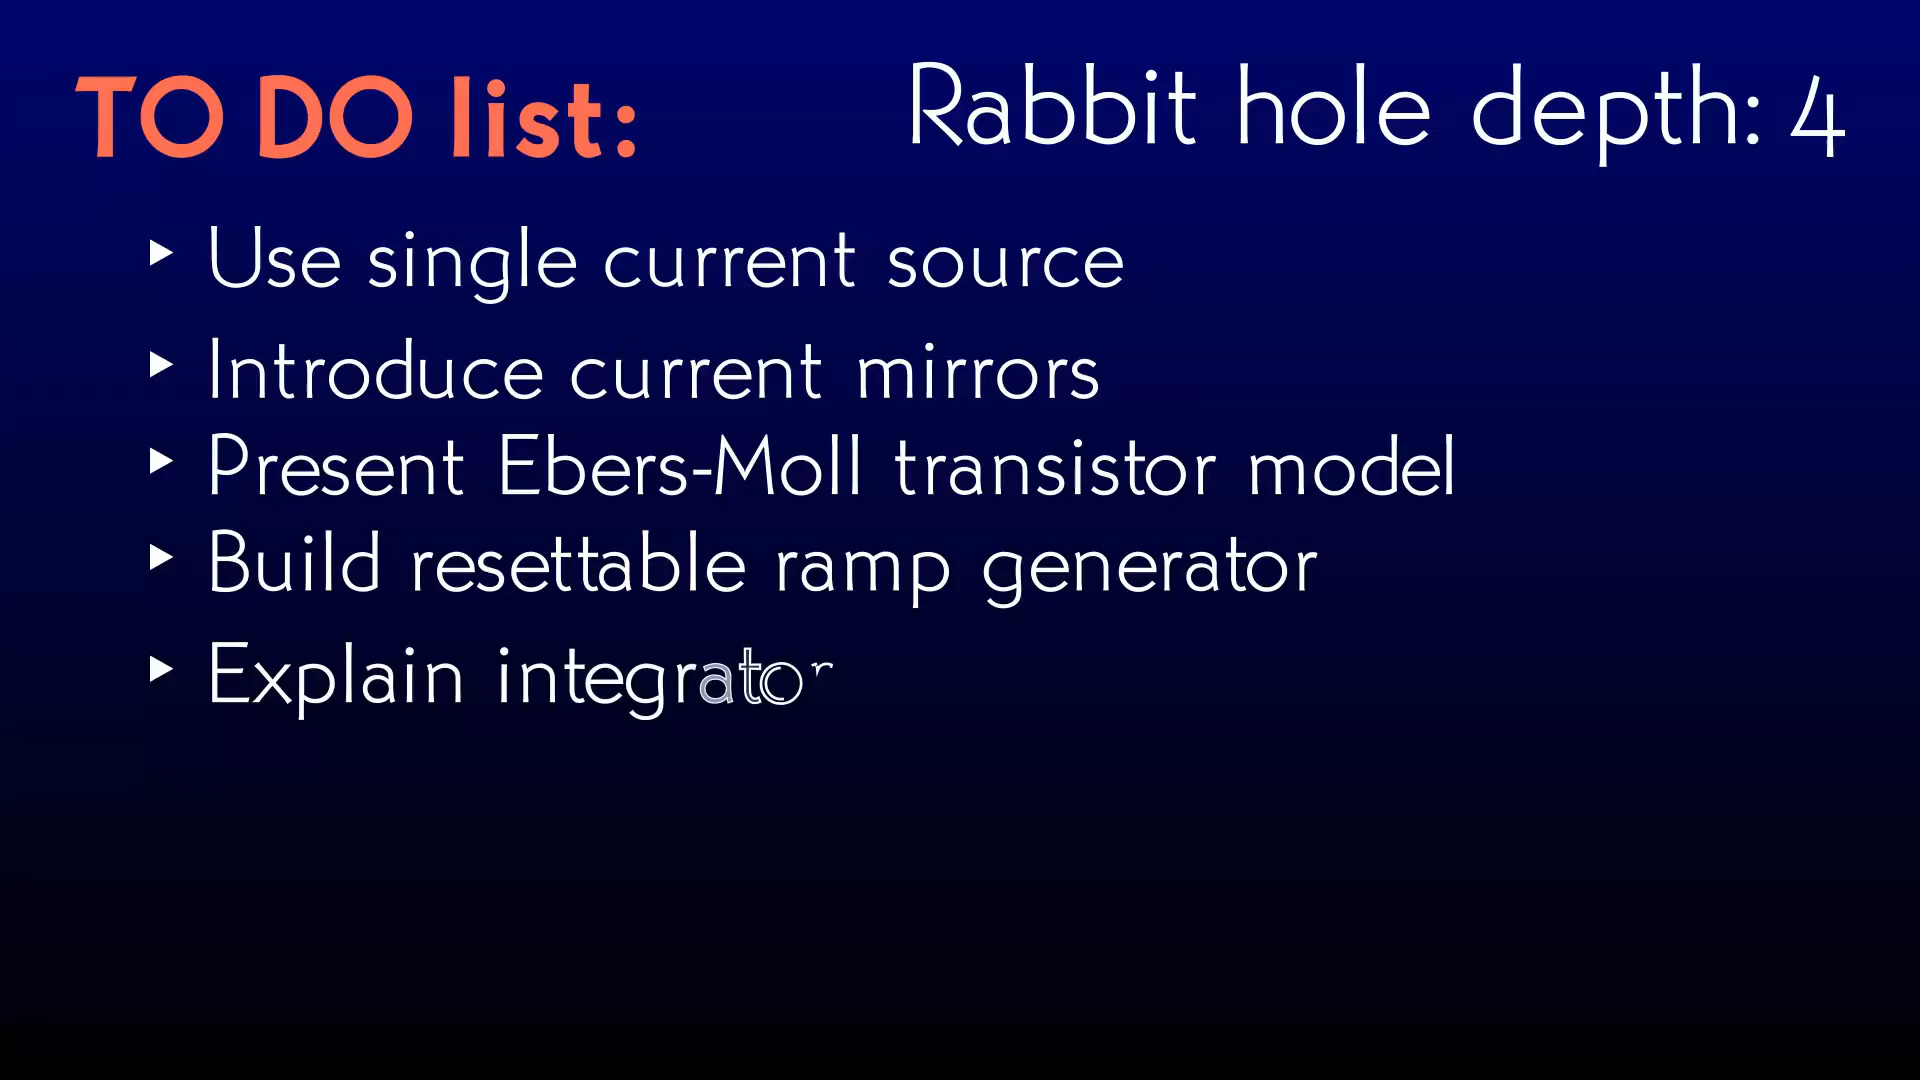 TO DO list:
Rabbit hole depth: 4
‣ Use single current source
‣ Introduce current mirrors
‣ Present Ebers-Moll transistor model
‣ Build resettable ramp generator
‣ Explain integrator